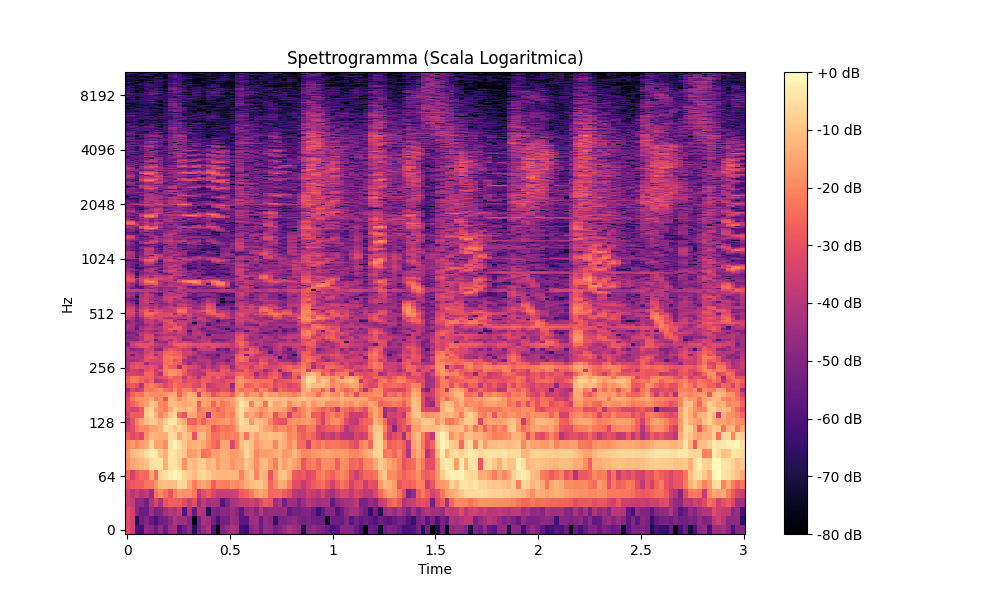 Spettrogramma (Scala Logaritmica)
Hz
8192
4096
2048
1024
512
256
128
64
0
0 0.5 1 1.5 2 2.5 3
Time
+0 dB
-10 dB
-20 dB
-30 dB
-40 dB
-50 dB
-60 dB
-70 dB
-80 dB